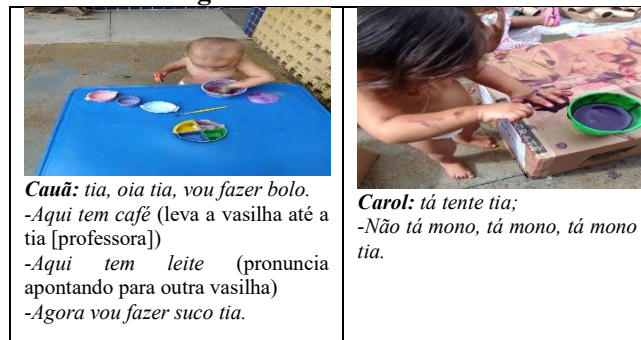 Cauã: tia, oia tia, vou fazer bolo.
-Aqui tem café (leva a vasilha até a
tia [professora])
-Aqui tem leite (pronuncia
apontando para outra vasilha)
-Agora vou fazer suco tia.
Carol: tá tente tia;
-Não tá mono, tá mono, tá mono
tia.